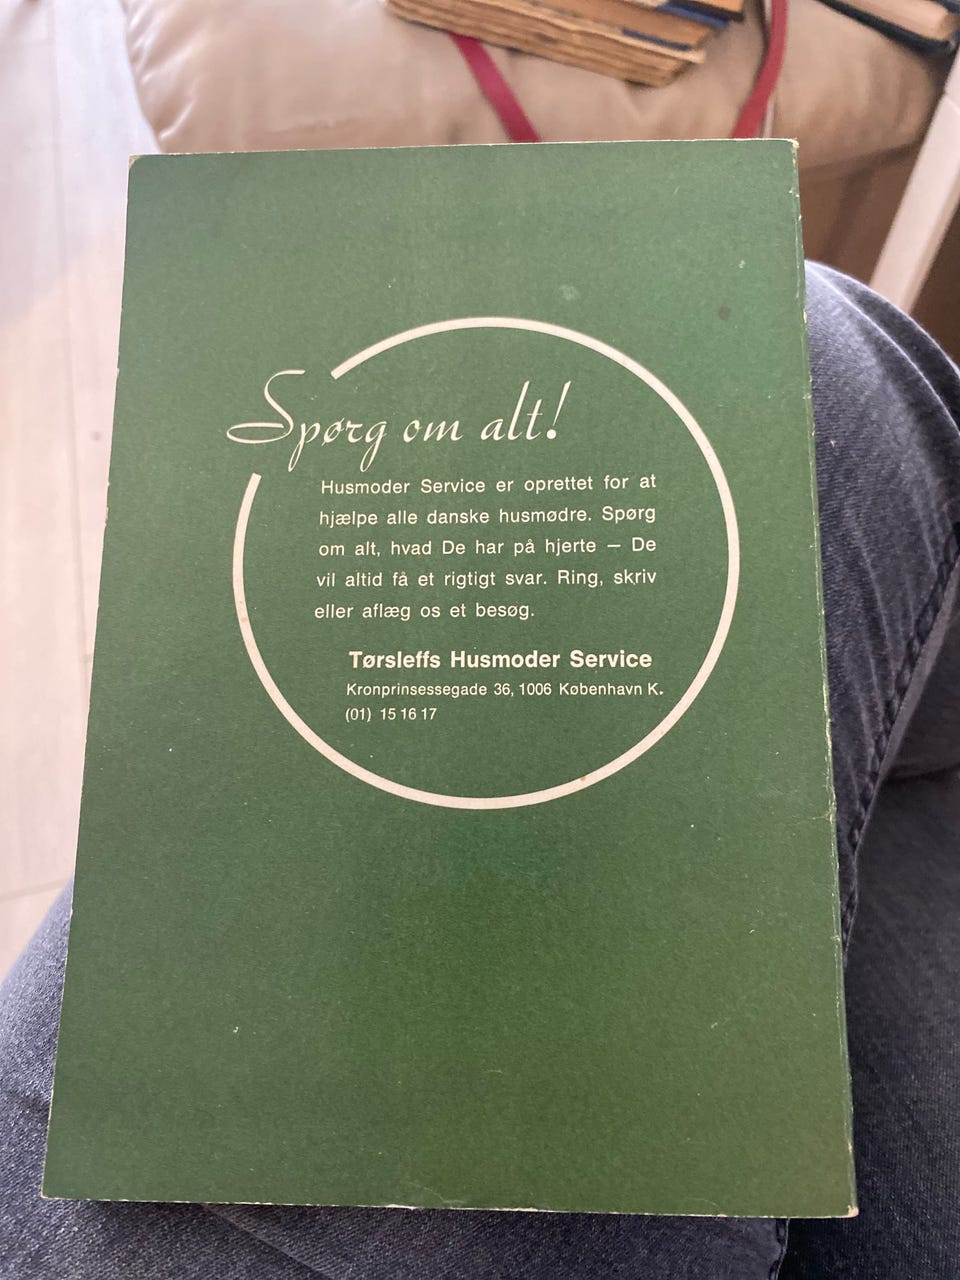 Spørg om alt!
Husmoder Service er oprettet for at
hjælpe alle danske husmødre. Spørg
om alt, hvad De har på hjerte – De
vil altid få et rigtigt svar. Ring, skriv
eller aflæg os et besøg.
Tørsleffs Husmoder Service
Kronprinsessegade 36, 1006 København K.
(01) 15 16 17